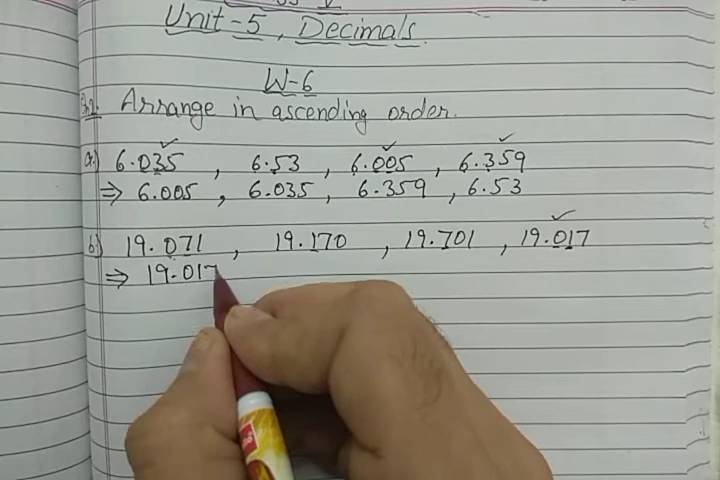 Unit-5, Decimals.
W-6
Q.2. Arrange in ascending order.
a.) 6.035 , 6.53 , 6.005 , 6.359
⇒ 6.005 , 6.035 , 6.359 , 6.53
b.) 19.071 , 19.170 , 19.701 , 19.017
⇒ 19.017